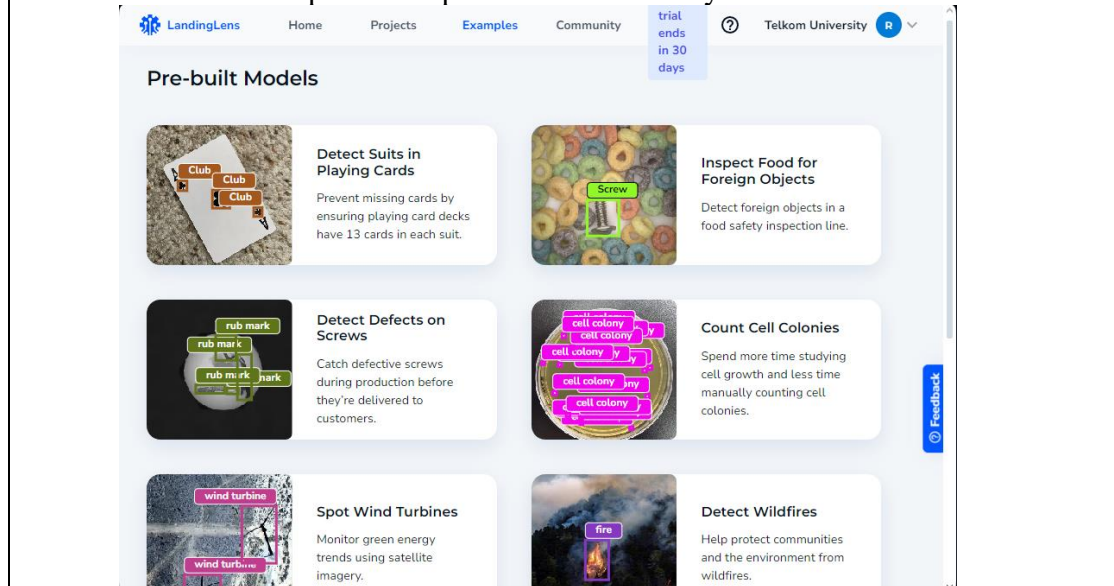 trial
ends
in 30
days
LandingLens
Home
Projects
Examples
Community
Telkom University
R
Pre-built Models
Club
Club
Club
Detect Suits in
Playing Cards
Prevent missing cards by
ensuring playing card decks
have 13 cards in each suit.
Screw
Inspect Food for
Foreign Objects
Detect foreign objects in a
food safety inspection line.
rub mark
rub mark
rub mark
mark
Detect Defects on
Screws
Catch defective screws
during production before
they're delivered to
customers.
cell colony
cell colony
cell colony
cell colony
cell colony
Count Cell Colonies
Spend more time studying
cell growth and less time
manually counting cell
colonies.
Feedback
wind turbine
wind turbine
Spot Wind Turbines
Monitor green energy
trends using satellite
imagery.
fire
Detect Wildfires
Help protect communities
and the environment from
wildfires.